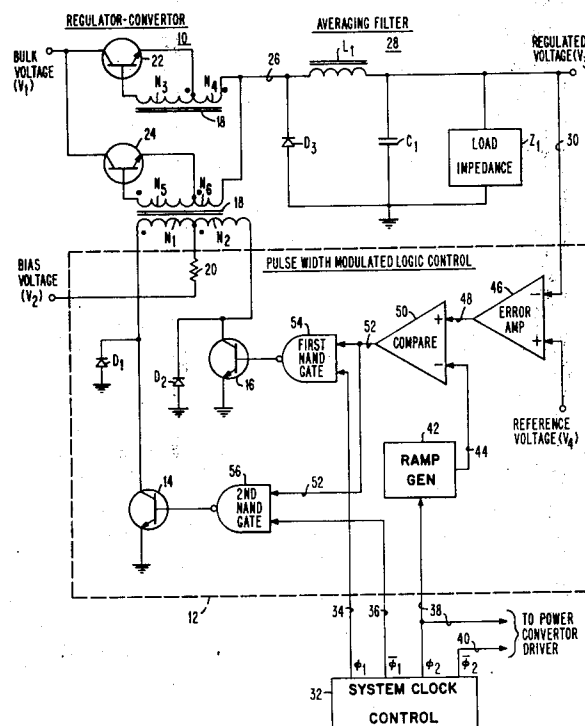 REGULATOR-CONVERTOR
10
AVERAGING FILTER
28
REGULATED
VOLTAGE (V3
BULK
VOLTAGE
(V1)
22
N3
N4
18
26
L1
D3
C1
LOAD
IMPEDANCE
Z1
30
24
N5
N6
18
N1
N2
20
BIAS
VOLTAGE
(V2)
PULSE WIDTH MODULATED LOGIC CONTROL
46
ERROR
AMP
48
50
COMPARE
52
54
FIRST
NAND
GATE
16
D1
D2
REFERENCE
VOLTAGE (V4)
42
RAMP
GEN
44
14
56
2ND
NAND
GATE
52
12
34
36
38
40
TO POWER
CONVERTOR
DRIVER
ϕ1
ϕ̅1
ϕ2
ϕ̅2
32
SYSTEM CLOCK
CONTROL